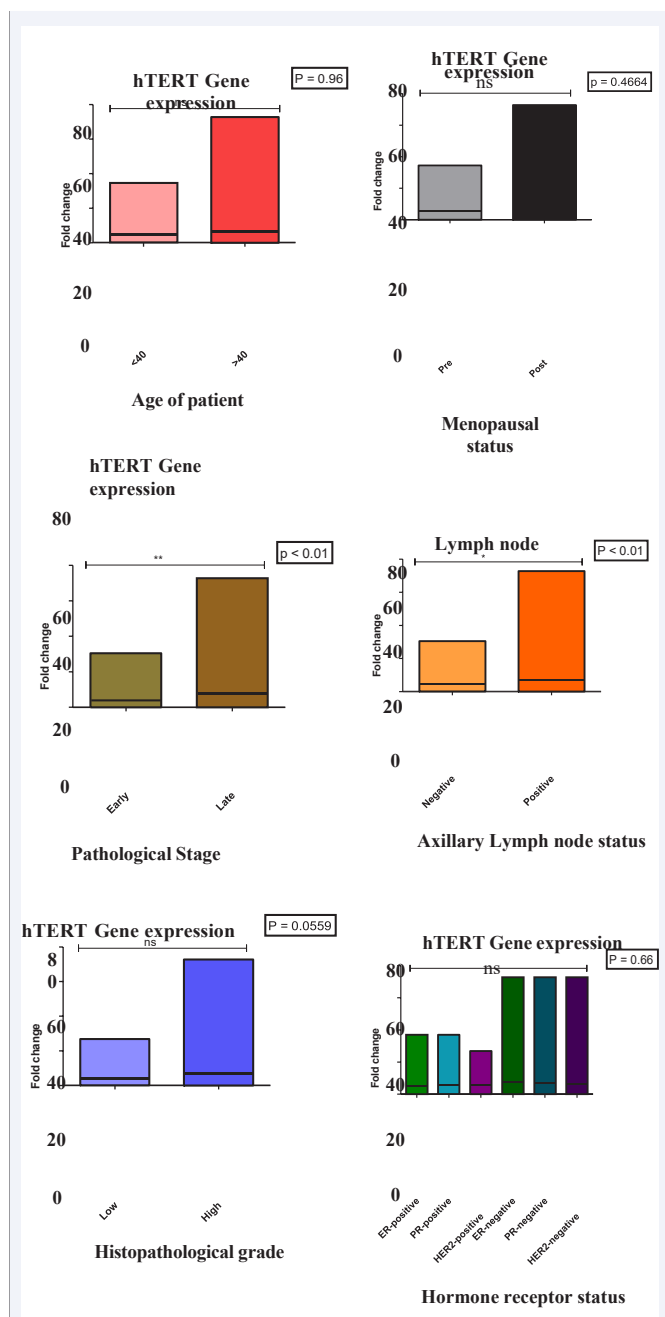 hTERT Gene
expression
P = 0.96
ns
80
60
40
20
0
Fold change
<40
>40
Age of patient
hTERT Gene
expression
ns
p = 0.4664
80
60
40
20
0
Fold change
Pre
Post
Menopausal
status
hTERT Gene
expression
80
p < 0.01
**
60
40
20
0
Fold change
Early
Late
Pathological Stage
Lymph node
P < 0.01
*
80
60
40
20
0
Fold change
Negative
Positive
Axillary Lymph node status
hTERT Gene expression
P = 0.0559
ns
8
0
60
40
20
0
Fold change
Low
High
Histopathological grade
hTERT Gene expression
P = 0.66
ns
80
60
40
20
0
Fold change
ER-positive
PR-positive
HER2-positive
ER-negative
PR-negative
HER2-negative
Hormone receptor status